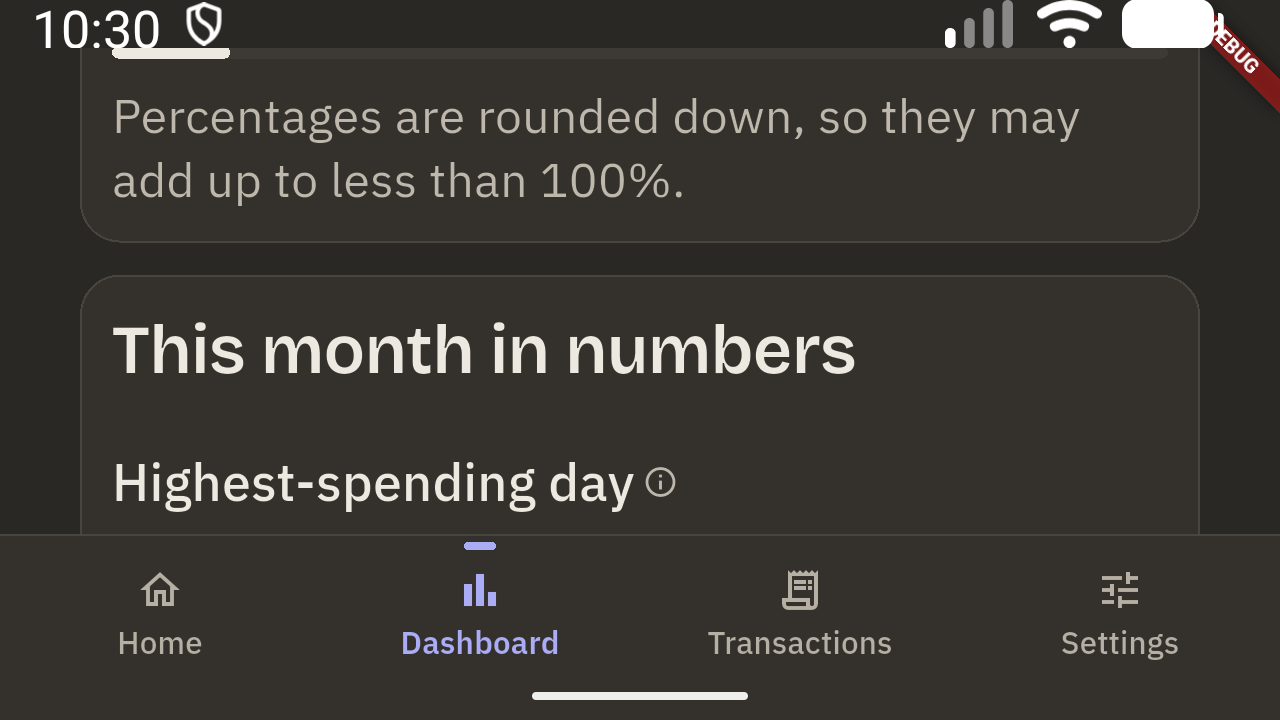 10:30
DEBUG
Percentages are rounded down, so they may
add up to less than 100%.
This month in numbers
Highest-spending day
Home
Dashboard
Transactions
Settings